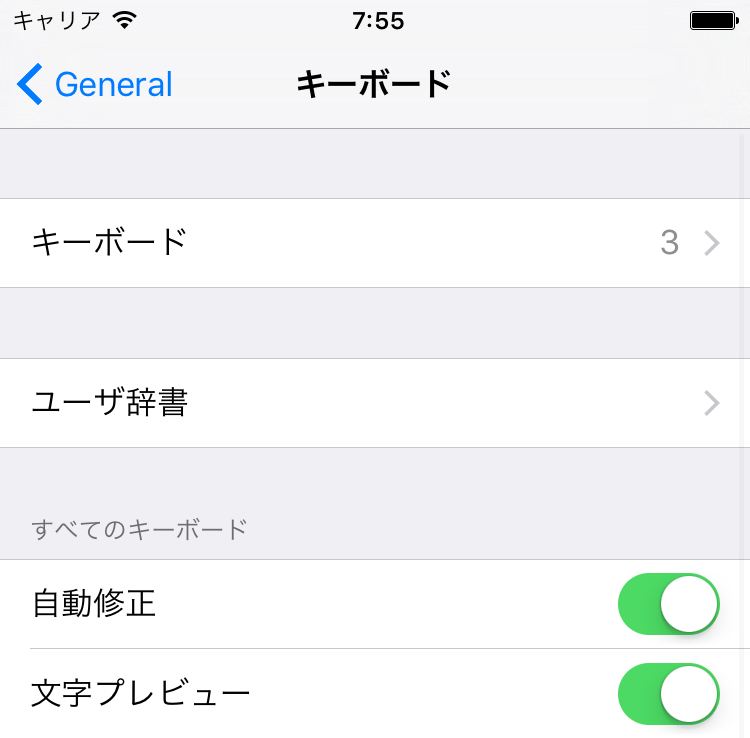 キャリア 7:55
General キーボード
キーボード 3
ユーザ辞書
すべてのキーボード
自動修正
文字プレビュー